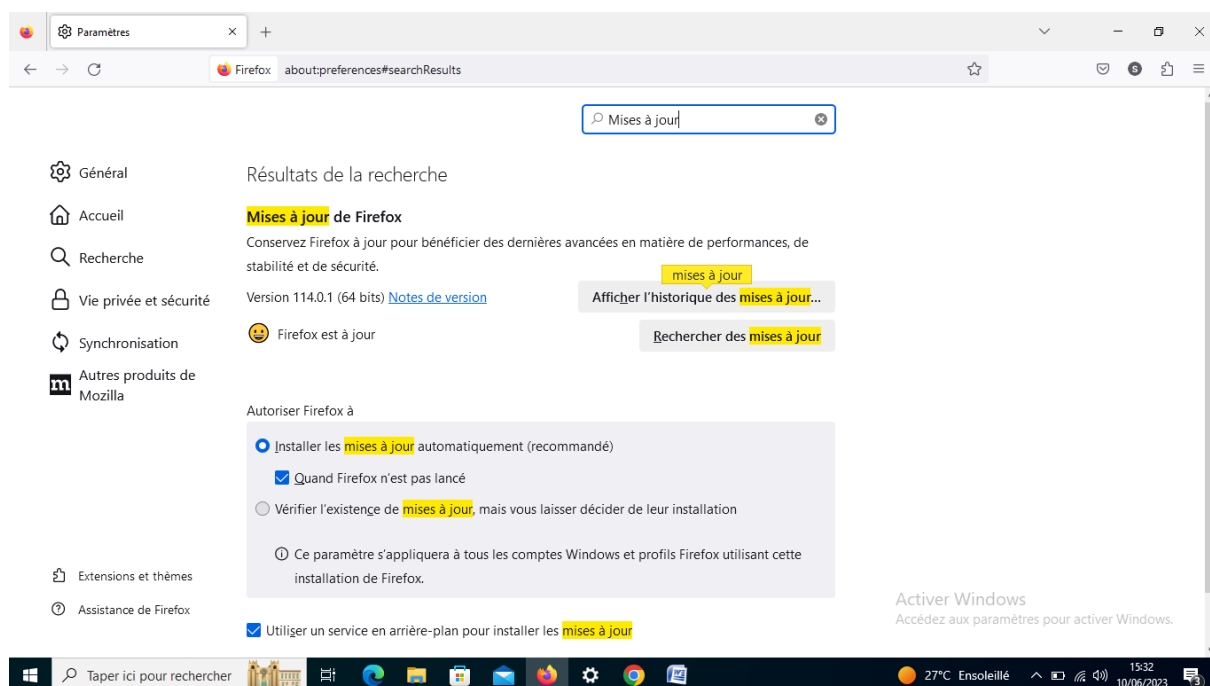 Paramètres
Firefox about:preferences#searchResults
S
Mises à jour
Général
Accueil
Recherche
Vie privée et sécurité
Synchronisation
m
Autres produits de
Mozilla
Extensions et thèmes
Assistance de Firefox
Résultats de la recherche
Mises à jour de Firefox
Conservez Firefox à jour pour bénéficier des dernières avancées en matière de performances, de
stabilité et de sécurité.
mises à jour
Version 114.0.1 (64 bits) Notes de version
Afficher l'historique des mises à jour...
Firefox est à jour
Rechercher des mises à jour
Autoriser Firefox à
Installer les mises à jour automatiquement (recommandé)
Quand Firefox n'est pas lancé
Vérifier l'existence de mises à jour, mais vous laisser décider de leur installation
Ce paramètre s'appliquera à tous les comptes Windows et profils Firefox utilisant cette
installation de Firefox.
Utiliser un service en arrière-plan pour installer les mises à jour
Activer Windows
Accédez aux paramètres pour activer Windows.
Taper ici pour rechercher
27°C Ensoleillé
15:32
10/06/2023
3